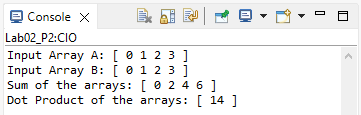 Console
Lab02_P2:CIO
Input Array A: [ 0 1 2 3 ]
Input Array B: [ 0 1 2 3 ]
Sum of the arrays: [ 0 2 4 6 ]
Dot Product of the arrays: [ 14 ]